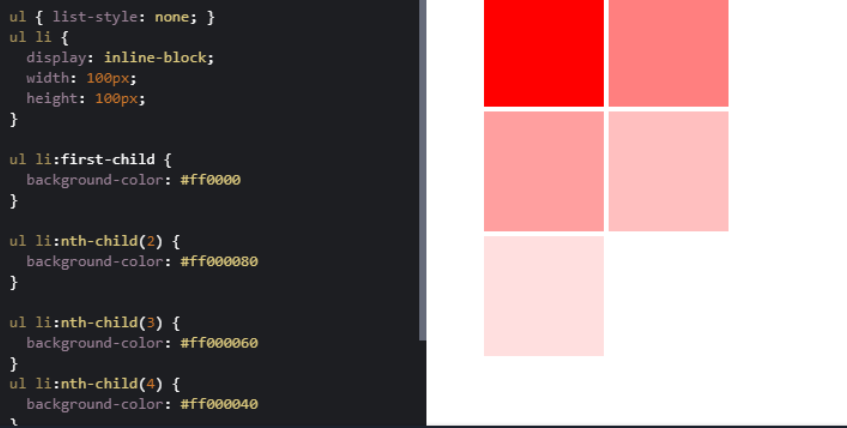 ul { list-style: none; }
ul li {
  display: inline-block;
  width: 100px;
  height: 100px;
}
ul li:first-child {
  background-color: #ff0000
}
ul li:nth-child(2) {
  background-color: #ff000080
}
ul li:nth-child(3) {
  background-color: #ff000060
}
ul li:nth-child(4) {
  background-color: #ff000040
}